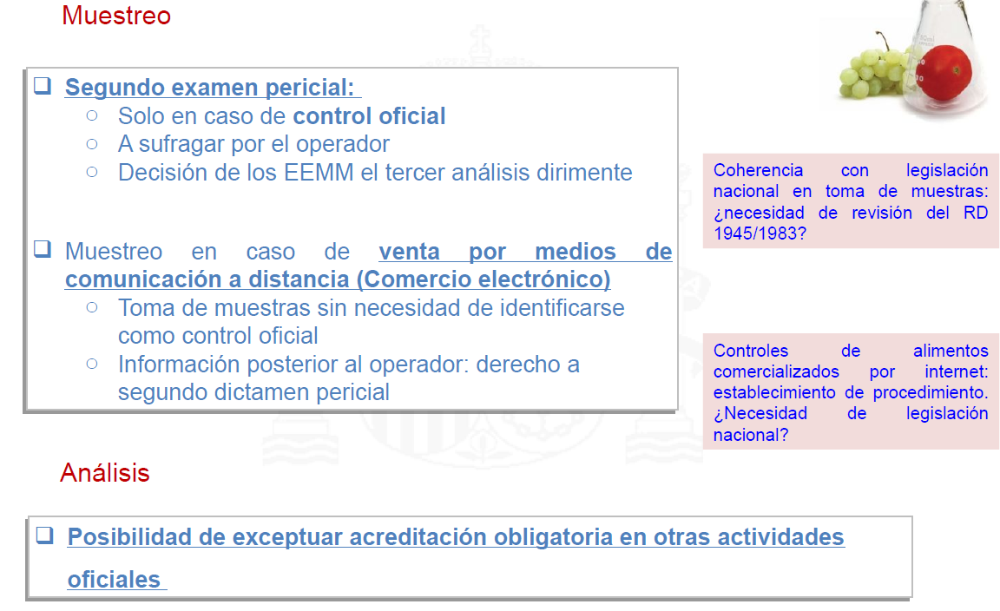 Muestreo
Segundo examen pericial:
Solo en caso de control oficial
A sufragar por el operador
Decisión de los EEMM el tercer análisis dirimente
Muestreo en caso de venta por medios de
comunicación a distancia (Comercio electrónico)
Toma de muestras sin necesidad de identificarse
como control oficial
Información posterior al operador: derecho a
segundo dictamen pericial
Coherencia con legislación
nacional en toma de muestras:
¿necesidad de revisión del RD
1945/1983?
Controles de alimentos
comercializados por internet:
establecimiento de procedimiento.
¿Necesidad de legislación
nacional?
Análisis
Posibilidad de exceptuar acreditación obligatoria en otras actividades
oficiales